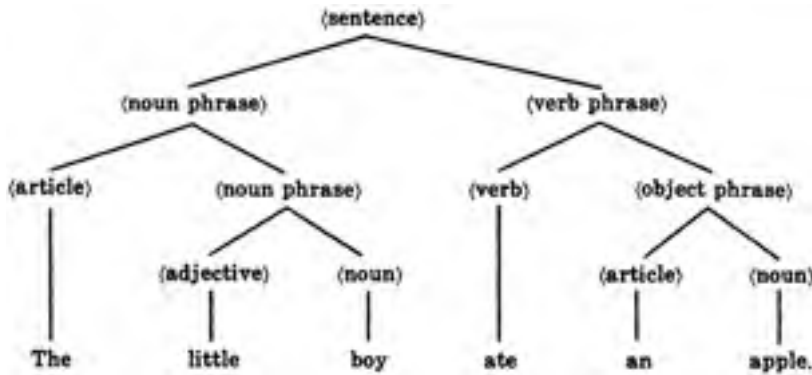 ⟨sentence⟩
⟨noun phrase⟩ ⟨verb phrase⟩
⟨article⟩ ⟨noun phrase⟩ ⟨verb⟩ ⟨object phrase⟩
⟨adjective⟩ ⟨noun⟩ ⟨article⟩ ⟨noun⟩
The little boy ate an apple.